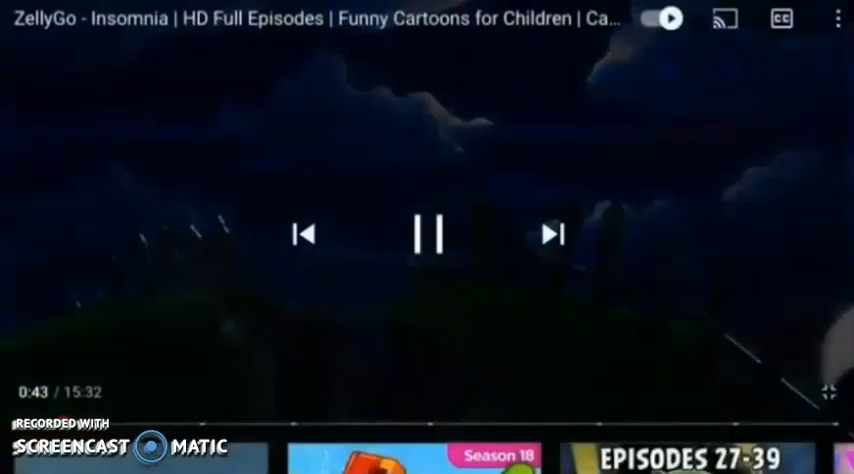 ZellyGo - Insomnia | HD Full Episodes | Funny Cartoons for Children | Ca...
CC
0:43 / 15:32
RECORDED WITH
SCREENCAST MATIC
Season 18
EPISODES 27-39